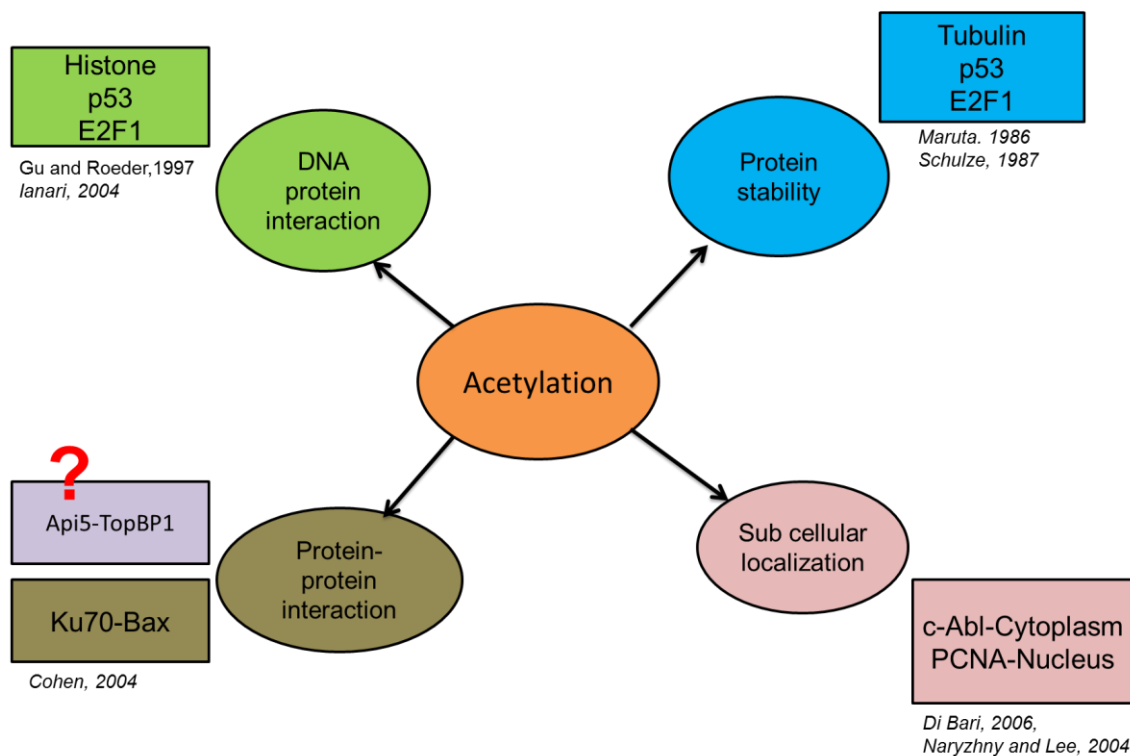 Histone
p53
E2F1
Gu and Roeder,1997
Ianari, 2004
DNA
protein
interaction
Tubulin
p53
E2F1
Maruta. 1986
Schulze, 1987
Protein
stability
Acetylation
?
Api5-TopBP1
Ku70-Bax
Cohen, 2004
Protein-
protein
interaction
Sub cellular
localization
c-Abl-Cytoplasm
PCNA-Nucleus
Di Bari, 2006,
Naryzhny and Lee, 2004